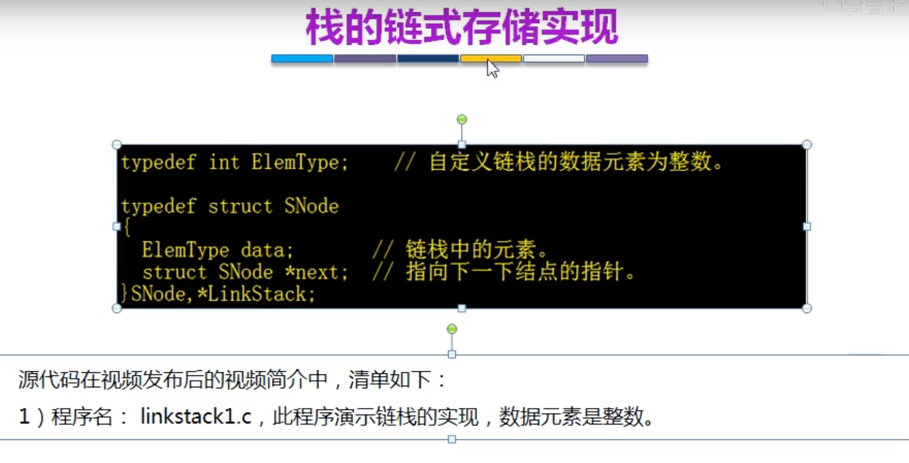 栈的链式存储实现
typedef int ElemType;    // 自定义链栈的数据元素为整数。
typedef struct SNode
{
  ElemType data;       // 链栈中的元素。
  struct SNode *next;  // 指向下一下结点的指针。
}SNode,*LinkStack;
源代码在视频发布后的视频简介中，清单如下：
1）程序名： linkstack1.c，此程序演示链栈的实现，数据元素是整数。